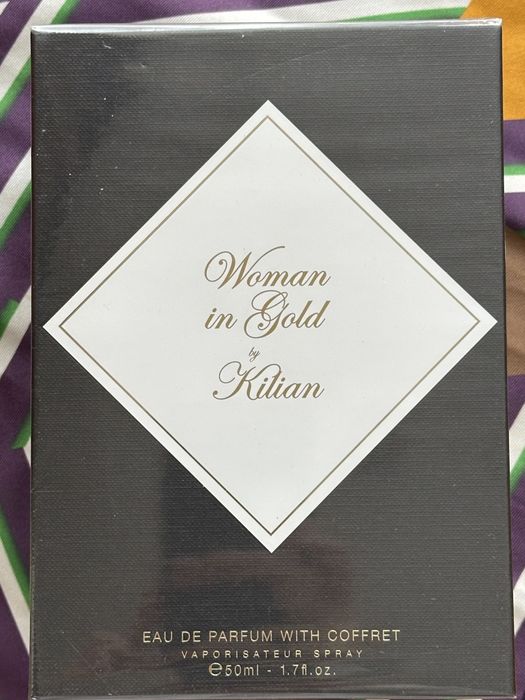 Woman
in Gold
by
Kilian
EAU DE PARFUM WITH COFFRET
VAPORISATEUR SPRAY
℮50ml - 1.7fl.oz.